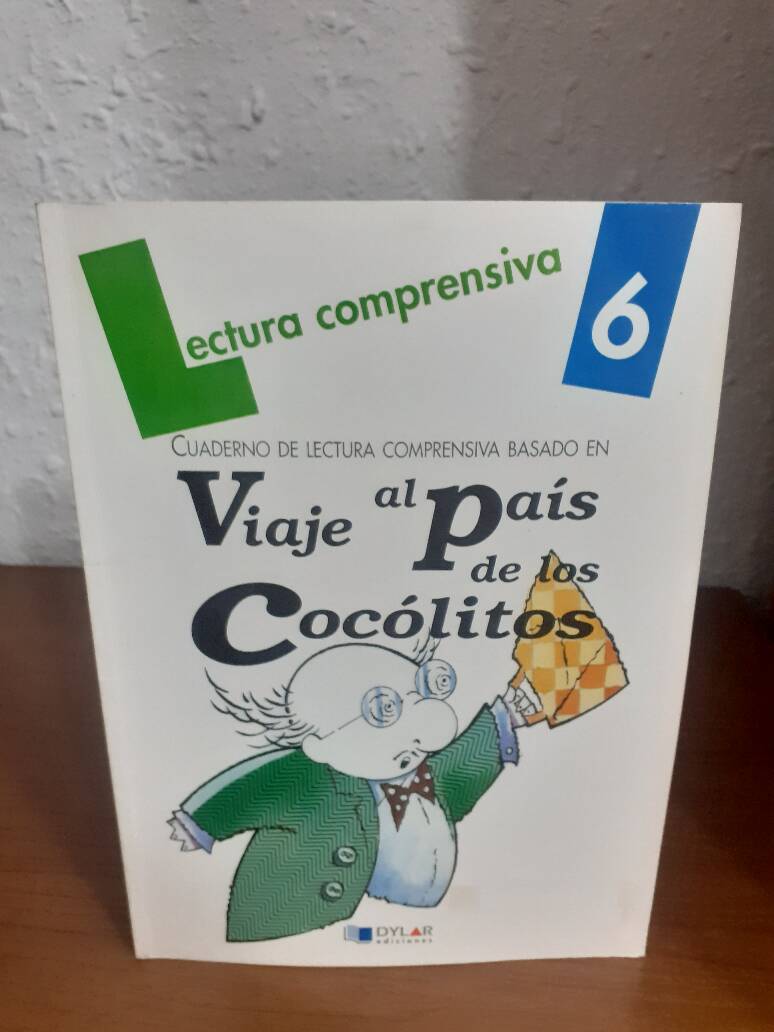 Lectura comprensiva
6
CUADERNO DE LECTURA COMPRENSIVA BASADO EN
Viaje al país
de los
Cocólitos
DYLAR
ediciones